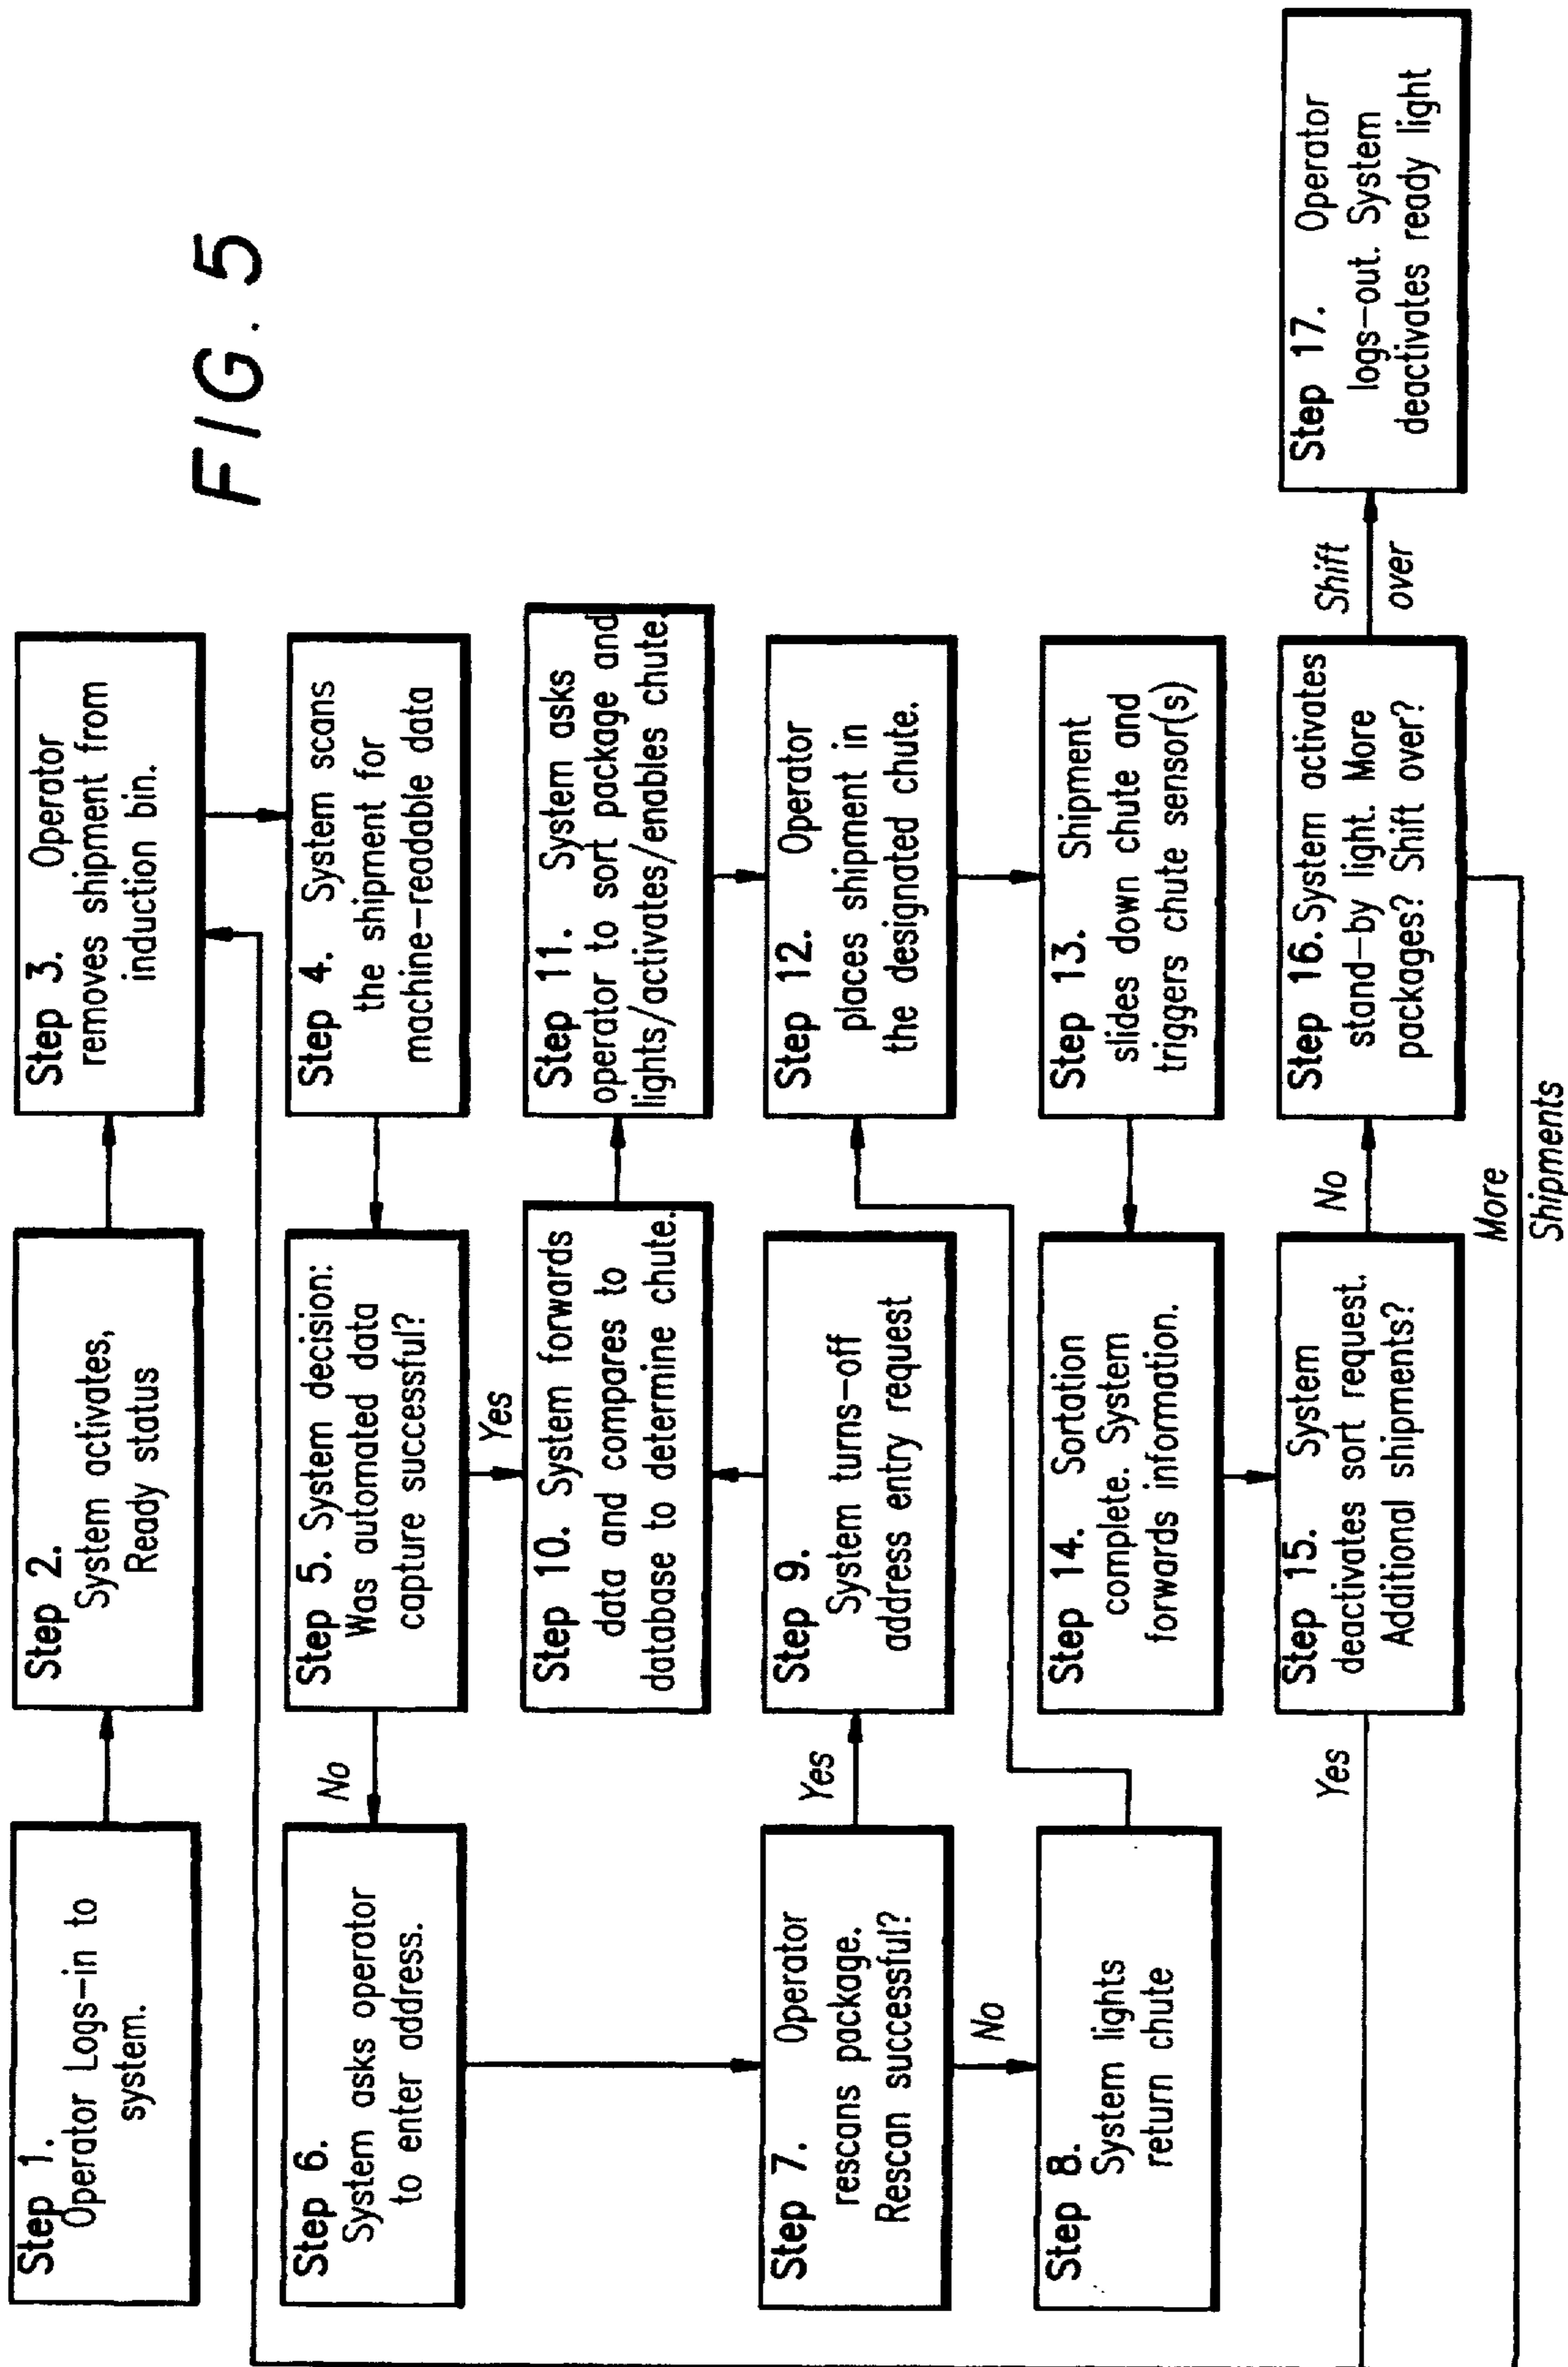 FIG. 5
Step 1.
Operator Logs-in to
system.
Step 2.
System activates,
Ready status
Step 3. Operator
removes shipment from
induction bin.
Step 4. System scans
the shipment for
machine-readable data
Step 5. System decision:
Was automated data
capture successful?
No
Yes
Step 6.
System asks operator
to enter address.
Step 10. System forwards
data and compares to
database to determine chute.
Step 11. System asks
operator to sort package and
lights/activates/enables chute.
Step 7. Operator
rescans package.
Rescan successful?
Yes
No
Step 9.
System turns-off
address entry request
Step 12. Operator
places shipment in
the designated chute.
Step 8.
System lights
return chute
Step 14. Sortation
complete. System
forwards information.
Step 13. Shipment
slides down chute and
triggers chute sensor(s)
Step 15. System
deactivates sort request.
Additional shipments?
Yes
No
Step 16. System activates
stand-by light. More
packages? Shift over?
Shift
over
More
Shipments
Step 17. Operator
logs-out. System
deactivates ready light